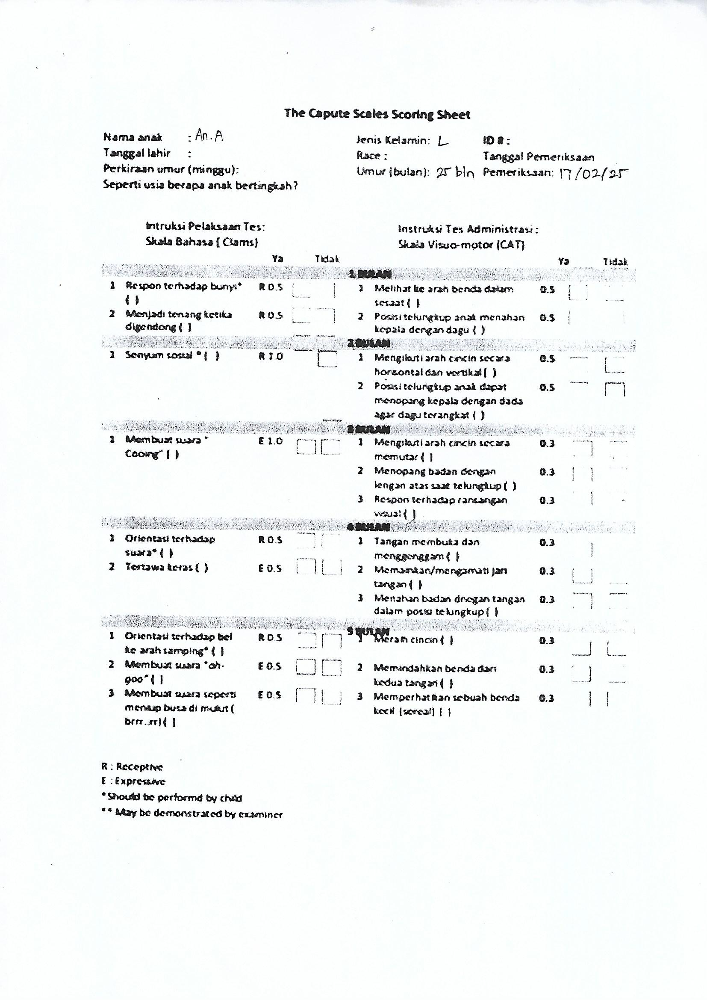 The Capute Scales Scoring Sheet
Nama anak : An. A
Tanggal lahir :
Perkiraan umur (minggu):
Seperti usia berapa anak bertingkah?
Jenis Kelamin: L ID # :
Race : Tanggal Pemeriksaan
Umur (bulan): 25 bln Pemeriksaan: 17/02/25
Intruksi Pelaksaan Tes:
Skala Bahasa ( Clams)
Instruksi Tes Administrasi :
Skala Visuo-motor (CAT)
Ya Tidak
Ya Tidak
1 BULAN
1 Respon terhadap bunyi* R 0.5
( )
2 Menjadi tenang ketika R 0.5
digendong ( )
1 Melihat ke arah benda dalam 0.5
sesaat ( )
2 Posisi telungkup anak menahan 0.5
kepala dengan dagu ( )
2 BULAN
1 Senyum sosial * ( ) R 1.0
1 Mengikuti arah cincin secara 0.5
horisontal dan vertikal ( )
2 Posisi telungkup anak dapat 0.5
menopang kepala dengan dada
agar dagu terangkat ( )
3 BULAN
1 Membuat suara " E 1.0
Cooing" ( )
1 Mengikuti arah cincin secara 0.3
memutar ( )
2 Menopang badan dengan 0.3
lengan atas saat telungkup ( )
3 Respon terhadap ransangan 0.3
visual ( )
4 BULAN
1 Orientasi terhadap R 0.5
suara* ( )
2 Tertawa keras ( ) E 0.5
1 Tangan membuka dan 0.3
menggenggam ( )
2 Memainkan/mengamati jari 0.3
tangan ( )
3 Menahan badan dnegan tangan 0.3
dalam posisi telungkup ( )
5 BULAN
1 Orientasi terhadap bel R 0.5
ke arah samping* ( )
2 Membuat suara "ah- E 0.5
goo" ( )
3 Membuat suara seperti E 0.5
meniup busa di mulut (
brrr..rr) ( )
1 Meraih cincin ( ) 0.3
2 Memindahkan benda dari 0.3
kedua tangan ( )
3 Memperhatikan sebuah benda 0.3
kecil (sereal) ( )
R : Receptive
E : Expressive
*Should be performd by child
** May be demonstrated by examiner